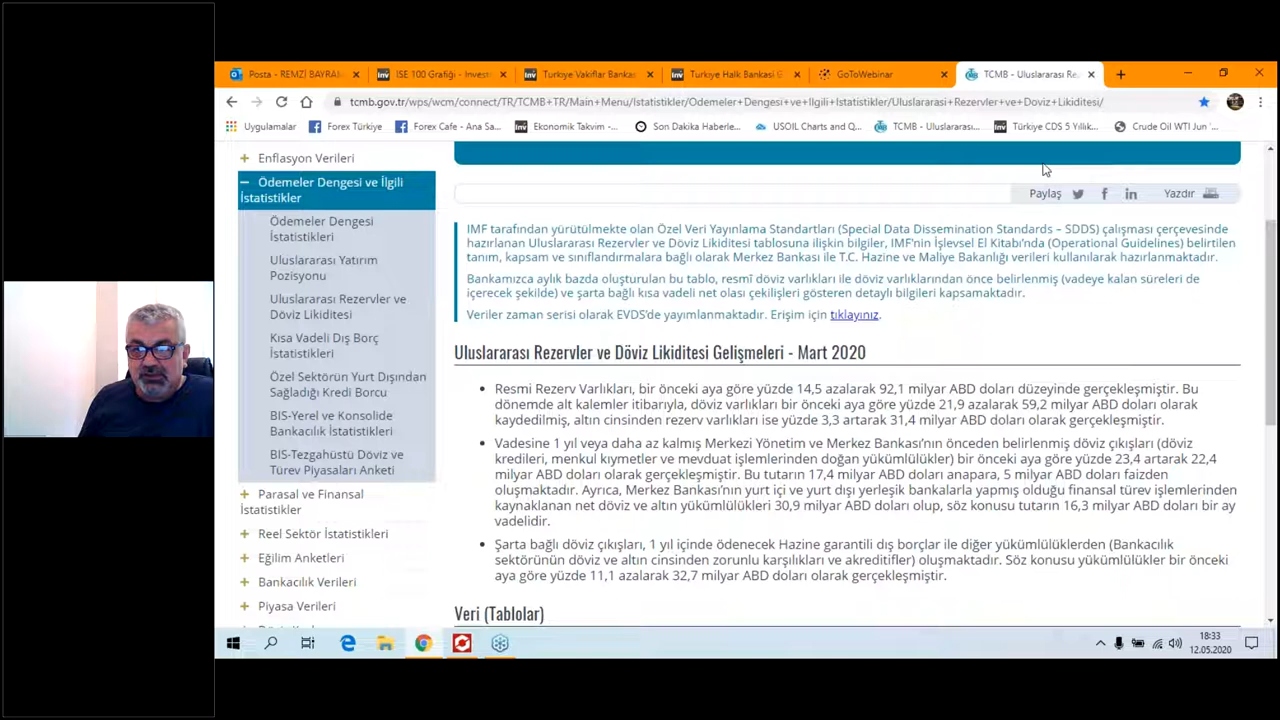 Posta - REMZİ BAYRA
ISE 100 Grafiği - Invest
Turkiye Vakiflar Bankas
Turkiye Halk Bankasi
GoToWebinar
TCMB - Uluslararası Re
tcmb.gov.tr/wps/wcm/connect/TR/TCMB+TR/Main+Menu/Istatistikler/Odemeler+Dengesi+ve+Ilgili+Istatistikler/Uluslararasi+Rezervler+ve+Doviz+Likiditesi/
Uygulamalar
Forex Türkiye
Forex Cafe - Ana Sa...
Ekonomik Takvim -...
Son Dakika Haberle...
USOIL Charts and Q...
TCMB - Uluslararası...
Türkiye CDS 5 Yıllık...
Crude Oil WTI Jun '...
+ Enflasyon Verileri
– Ödemeler Dengesi ve İlgili
İstatistikler
Ödemeler Dengesi
İstatistikleri
Uluslararası Yatırım
Pozisyonu
Uluslararası Rezervler ve
Döviz Likiditesi
Kısa Vadeli Dış Borç
İstatistikleri
Özel Sektörün Yurt Dışından
Sağladığı Kredi Borcu
BIS-Yerel ve Konsolide
Bankacılık İstatistikleri
BIS-Tezgahüstü Döviz ve
Türev Piyasaları Anketi
+ Parasal ve Finansal
İstatistikler
+ Reel Sektör İstatistikleri
+ Eğilim Anketleri
+ Bankacılık Verileri
+ Piyasa Verileri
Paylaş
Yazdır
IMF tarafından yürütülmekte olan Özel Veri Yayınlama Standartları (Special Data Dissemination Standards – SDDS) çalışması çerçevesinde
hazırlanan Uluslararası Rezervler ve Döviz Likiditesi tablosuna ilişkin bilgiler, IMF'nin İşlevsel El Kitabı'nda (Operational Guidelines) belirtilen
tanım, kapsam ve sınıflandırmalara bağlı olarak Merkez Bankası ile T.C. Hazine ve Maliye Bakanlığı verileri kullanılarak hazırlanmaktadır.
Bankamızca aylık bazda oluşturulan bu tablo, resmî döviz varlıkları ile döviz varlıklarından önce belirlenmiş (vadeye kalan süreleri de
içerecek şekilde) ve şarta bağlı kısa vadeli net olası çekilişleri gösteren detaylı bilgileri kapsamaktadır.
Veriler zaman serisi olarak EVDS'de yayımlanmaktadır. Erişim için tıklayınız.
Uluslararası Rezervler ve Döviz Likiditesi Gelişmeleri - Mart 2020
• Resmi Rezerv Varlıkları, bir önceki aya göre yüzde 14,5 azalarak 92,1 milyar ABD doları düzeyinde gerçekleşmiştir. Bu
dönemde alt kalemler itibarıyla, döviz varlıkları bir önceki aya göre yüzde 21,9 azalarak 59,2 milyar ABD doları olarak
kaydedilmiş, altın cinsinden rezerv varlıkları ise yüzde 3,3 artarak 31,4 milyar ABD doları olarak gerçekleşmiştir.
• Vadesine 1 yıl veya daha az kalmış Merkezi Yönetim ve Merkez Bankası'nın önceden belirlenmiş döviz çıkışları (döviz
kredileri, menkul kıymetler ve mevduat işlemlerinden doğan yükümlülükler) bir önceki aya göre yüzde 23,4 artarak 22,4
milyar ABD doları olarak gerçekleşmiştir. Bu tutarın 17,4 milyar ABD doları anapara, 5 milyar ABD doları faizden
oluşmaktadır. Ayrıca, Merkez Bankası'nın yurt içi ve yurt dışı yerleşik bankalarla yapmış olduğu finansal türev işlemlerinden
kaynaklanan net döviz ve altın yükümlülükleri 30,9 milyar ABD doları olup, söz konusu tutarın 16,3 milyar ABD doları bir ay
vadelidir.
• Şarta bağlı döviz çıkışları, 1 yıl içinde ödenecek Hazine garantili dış borçlar ile diğer yükümlülüklerden (Bankacılık
sektörünün döviz ve altın cinsinden zorunlu karşılıkları ve akreditifler) oluşmaktadır. Söz konusu yükümlülükler bir önceki
aya göre yüzde 11,1 azalarak 32,7 milyar ABD doları olarak gerçekleşmiştir.
Veri (Tablolar)
18:33
12.05.2020